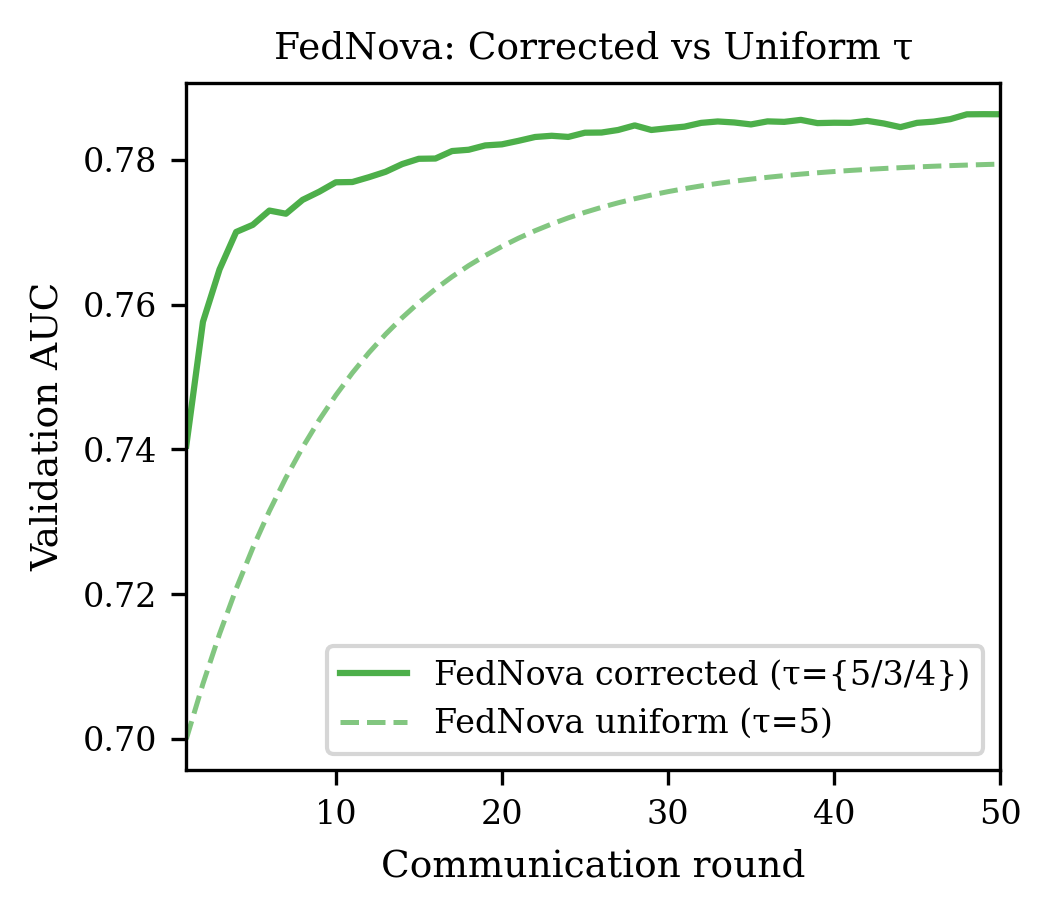 FedNova: Corrected vs Uniform τ
Validation AUC
0.78
0.76
0.74
0.72
0.70
FedNova corrected (τ={5/3/4})
FedNova uniform (τ=5)
10 20 30 40 50
Communication round